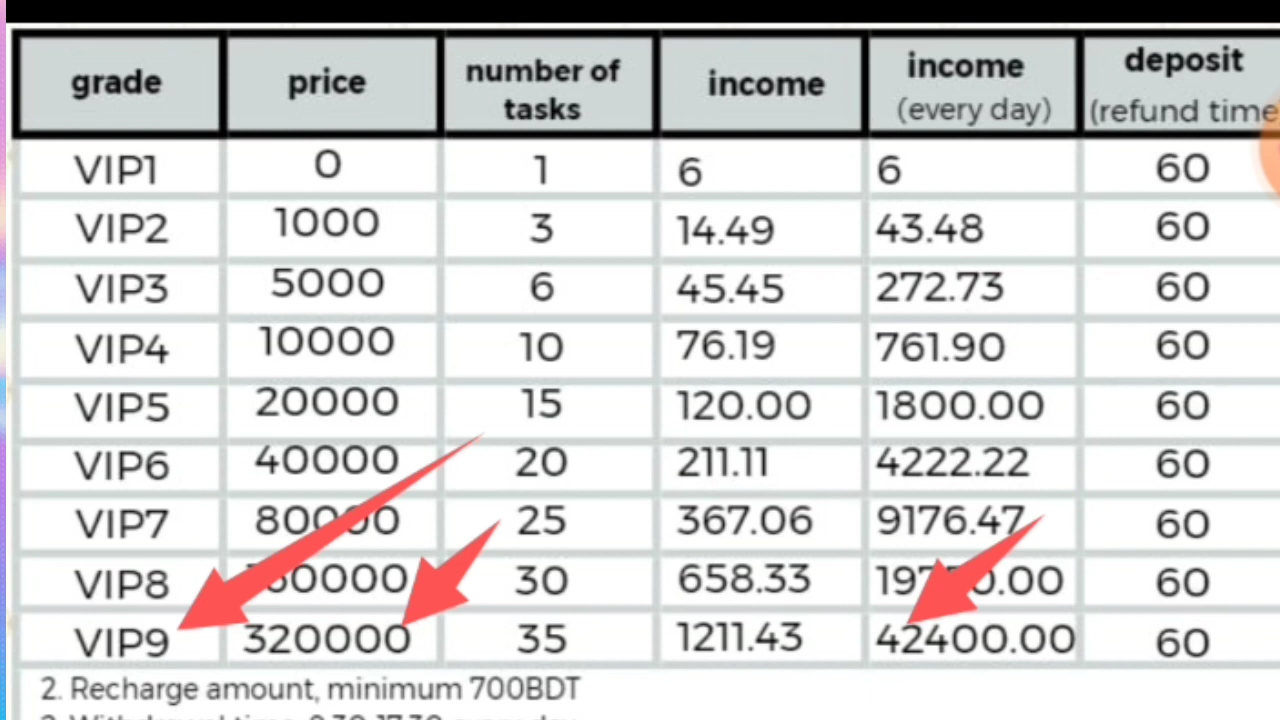 grade price number of tasks income income (every day) deposit (refund time
VIP1 0 1 6 6 60
VIP2 1000 3 14.49 43.48 60
VIP3 5000 6 45.45 272.73 60
VIP4 10000 10 76.19 761.90 60
VIP5 20000 15 120.00 1800.00 60
VIP6 40000 20 211.11 4222.22 60
VIP7 80000 25 367.06 9176.47 60
VIP8 30 658.33 60
VIP9 320000 35 1211.43 42400.00 60
2. Recharge amount, minimum 700BDT